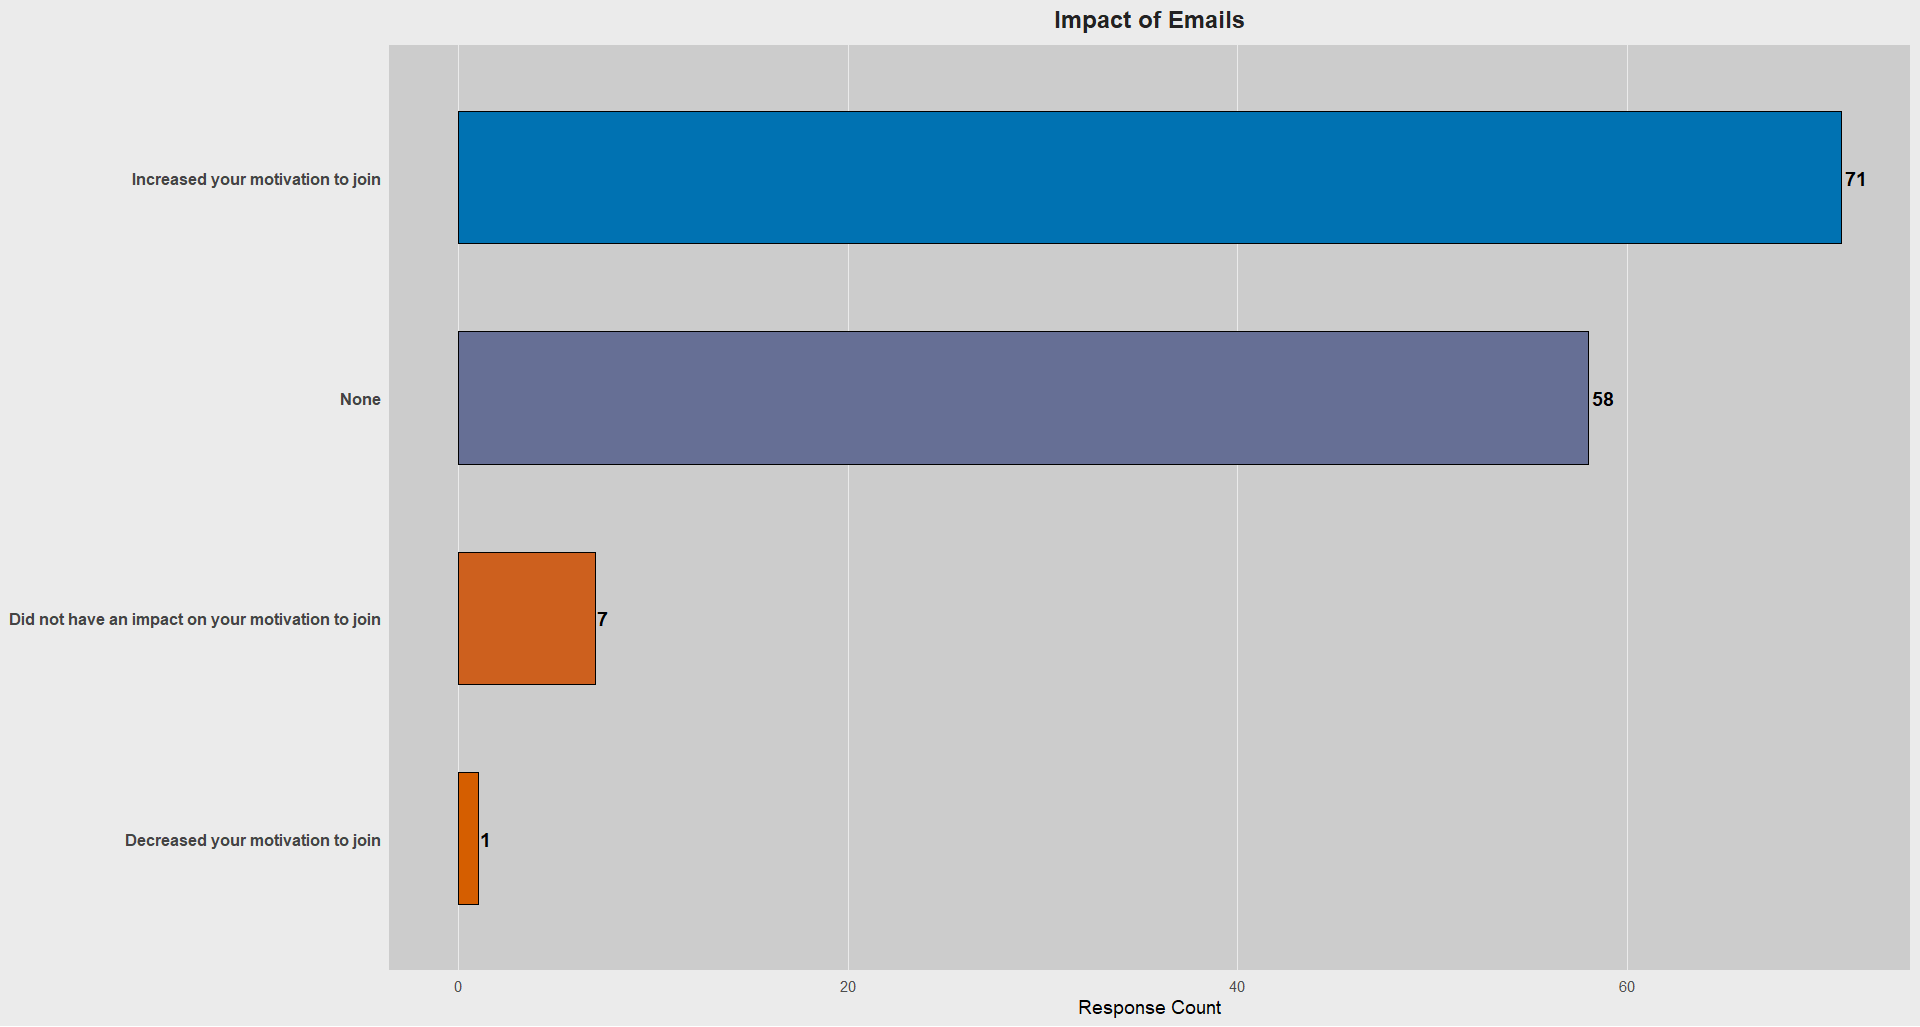 Impact of Emails
Increased your motivation to join
71
None
58
Did not have an impact on your motivation to join
7
Decreased your motivation to join
1
0
20
40
60
Response Count